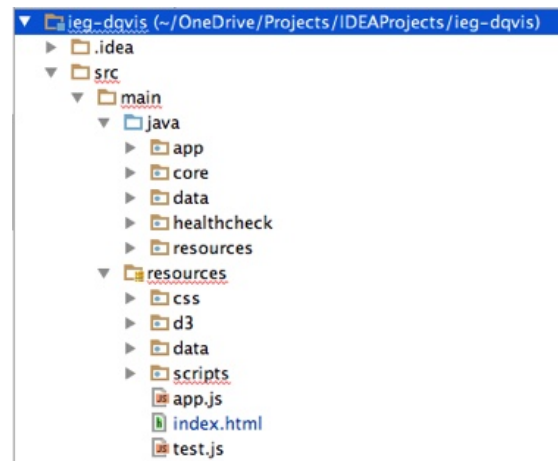 ieg-dqvis (~/OneDrive/Projects/IDEAProjects/ieg-dqvis)
.idea
src
main
java
app
core
data
healthcheck
resources
resources
css
d3
data
scripts
app.js
index.html
test.js